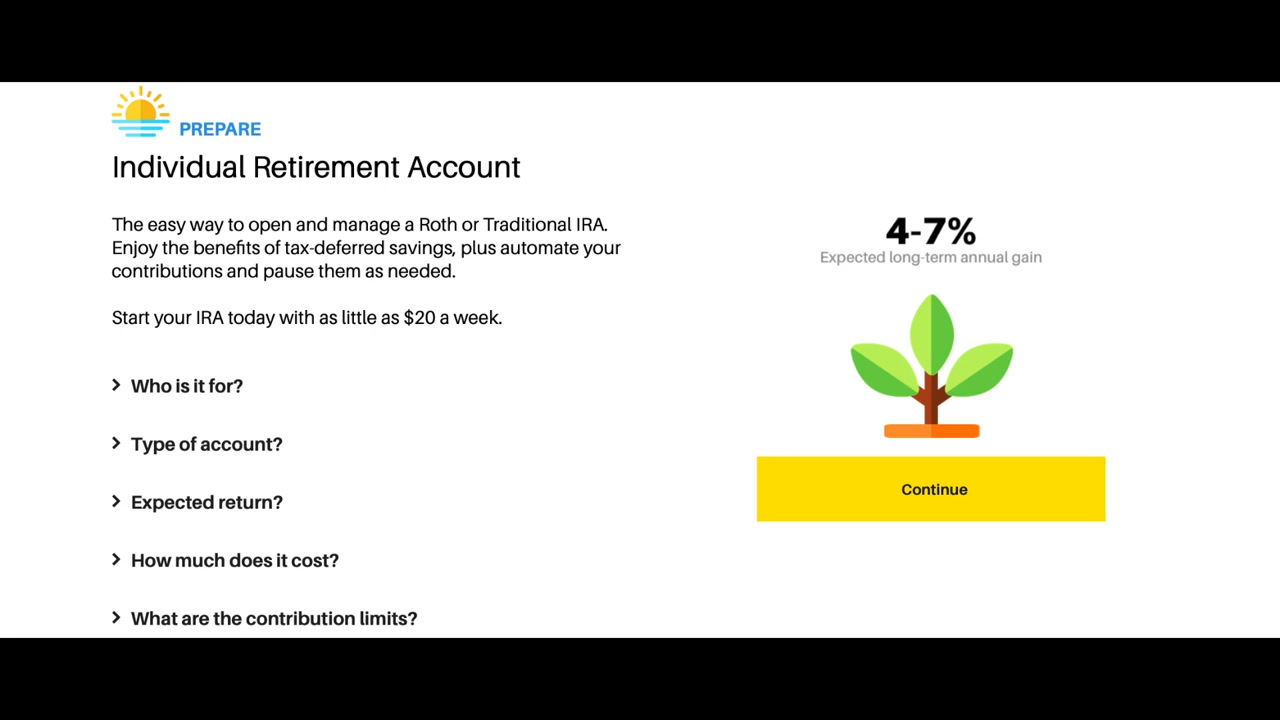 PREPARE
Individual Retirement Account
The easy way to open and manage a Roth or Traditional IRA.
Enjoy the benefits of tax-deferred savings, plus automate your
contributions and pause them as needed.
Start your IRA today with as little as $20 a week.
Who is it for?
Type of account?
Expected return?
How much does it cost?
What are the contribution limits?
4-7%
Expected long-term annual gain
Continue